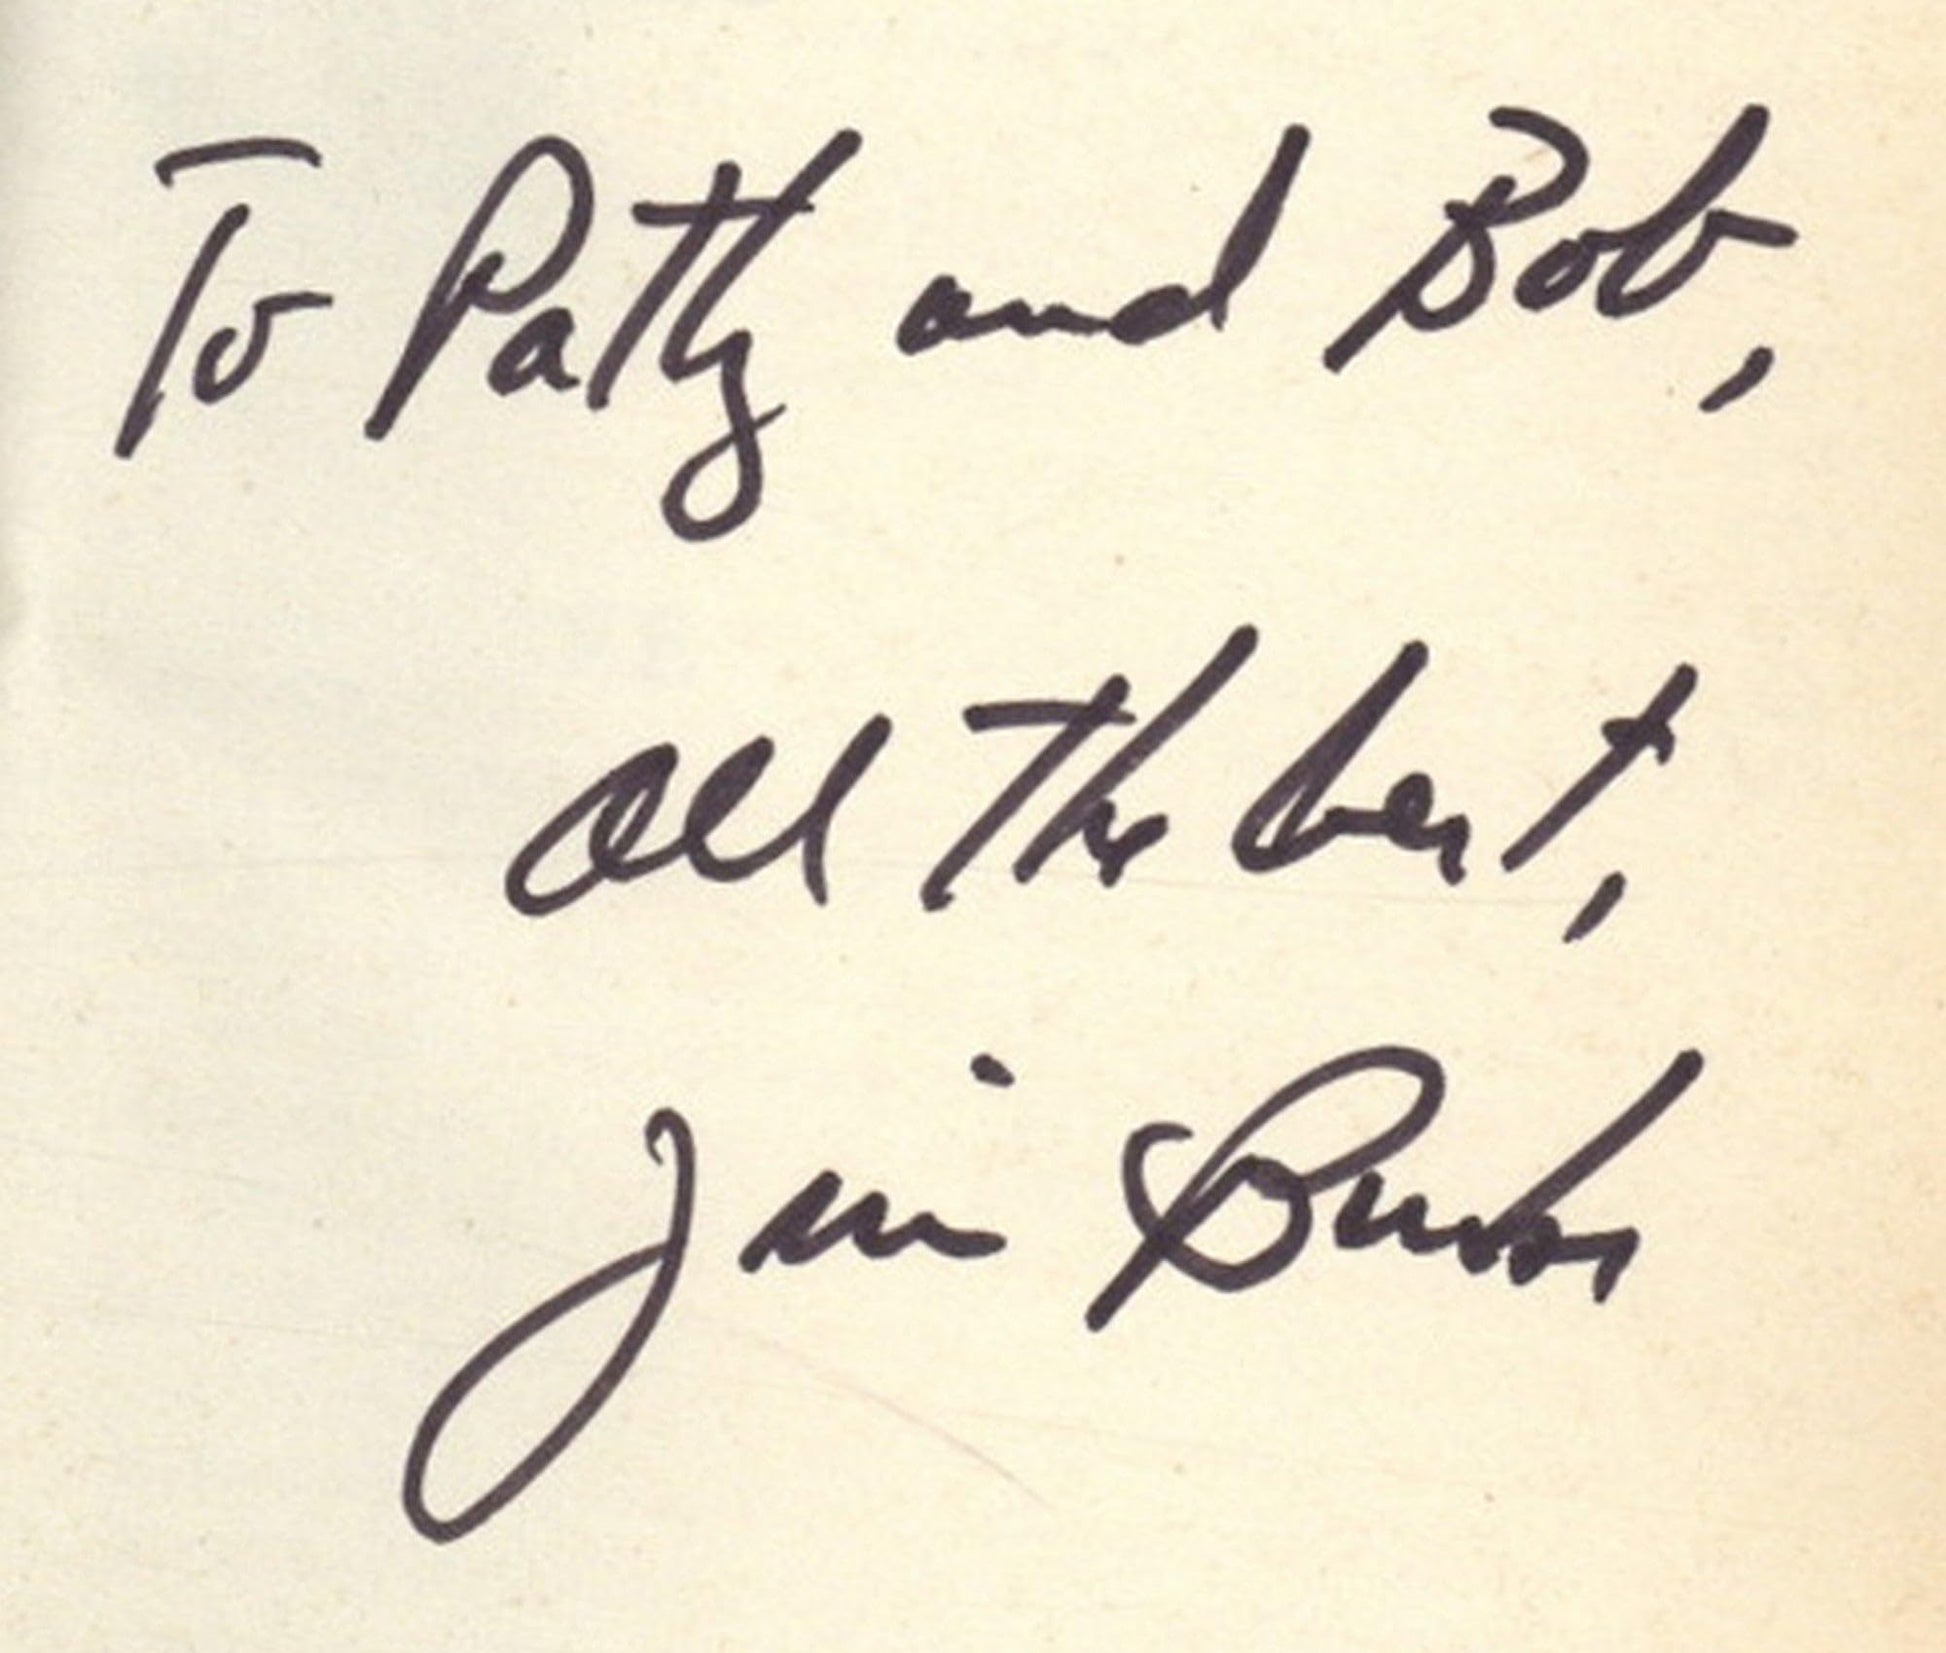 To Patty and Bob,
all the best,
Jim